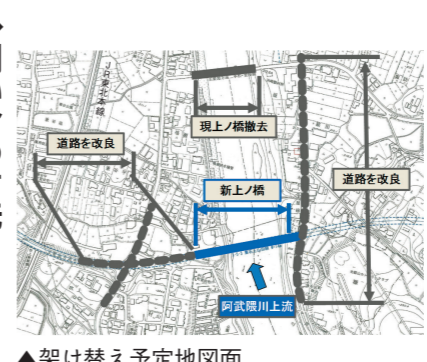 JR東北本線
現上ノ橋撤去
道路を改良
新上ノ橋
道路を改良
阿武隈川上流
▲架け替え予定地図面